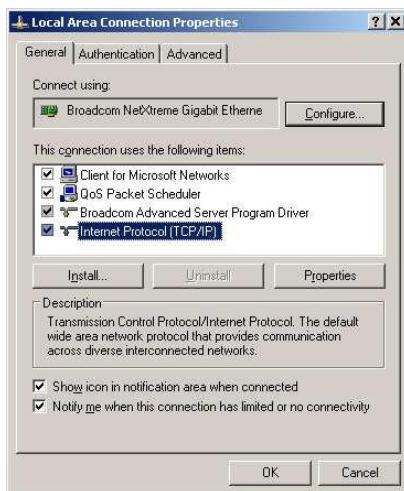 Local Area Connection Properties
General Authentication Advanced
Connect using:
Broadcom NetXtreme Gigabit Etherne
Configure...
This connection uses the following items:
Client for Microsoft Networks
QoS Packet Scheduler
Broadcom Advanced Server Program Driver
Internet Protocol (TCP/IP)
Install... Uninstall Properties
Description
Transmission Control Protocol/Internet Protocol. The default
wide area network protocol that provides communication
across diverse interconnected networks.
Show icon in notification area when connected
Notify me when this connection has limited or no connectivity
OK Cancel